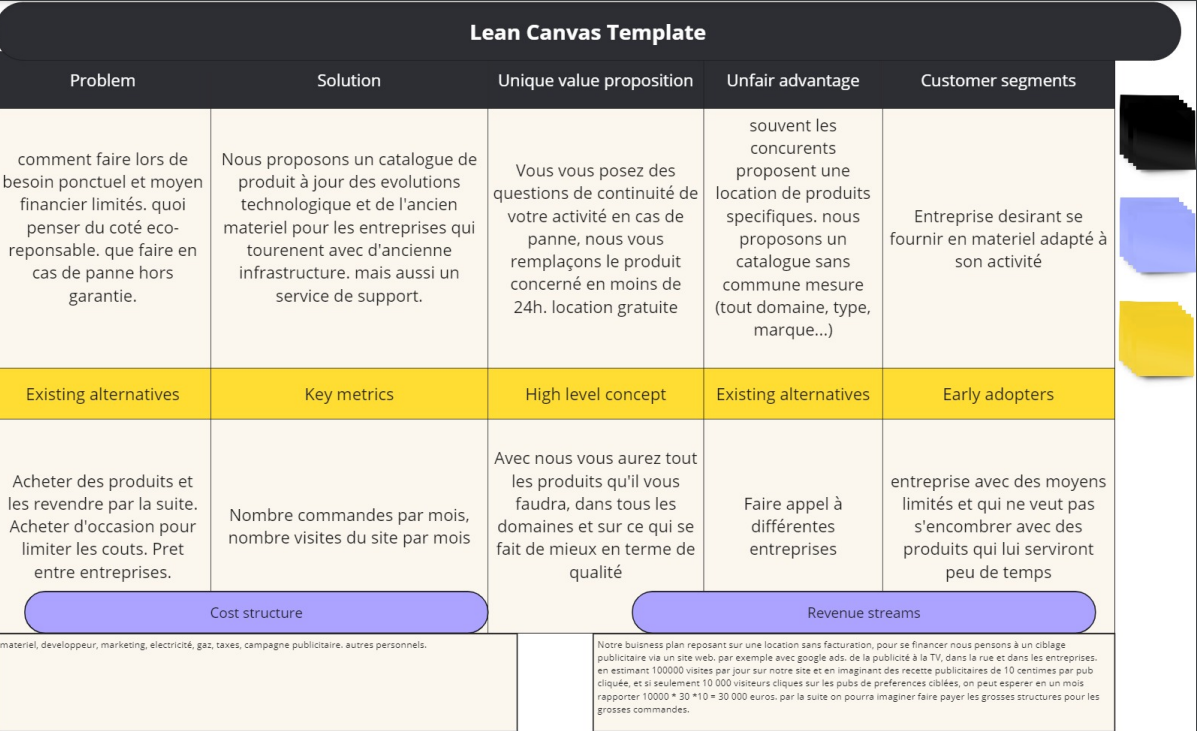 Lean Canvas Template
Problem
Solution
Unique value proposition
Unfair advantage
Customer segments
comment faire lors de
besoin ponctuel et moyen
financier limités. quoi
penser du coté eco-
reponsable. que faire en
cas de panne hors
garantie.
Nous proposons un catalogue de
produit à jour des evolutions
technologique et de l'ancien
materiel pour les entreprises qui
tourenent avec d'ancienne
infrastructure. mais aussi un
service de support.
Vous vous posez des
questions de continuité de
votre activité en cas de
panne, nous vous
remplaçons le produit
concerné en moins de
24h. location gratuite
souvent les
concurents
proposent une
location de produits
specifiques. nous
proposons un
catalogue sans
commune mesure
(tout domaine, type,
marque...)
Entreprise desirant se
fournir en materiel adapté à
son activité
Existing alternatives
Key metrics
High level concept
Existing alternatives
Early adopters
Acheter des produits et
les revendre par la suite.
Acheter d'occasion pour
limiter les couts. Pret
entre entreprises.
Nombre commandes par mois,
nombre visites du site par mois
Avec nous vous aurez tout
les produits qu'il vous
faudra, dans tous les
domaines et sur ce qui se
fait de mieux en terme de
qualité
Faire appel à
différentes
entreprises
entreprise avec des moyens
limités et qui ne veut pas
s'encombrer avec des
produits qui lui serviront
peu de temps
Cost structure
Revenue streams
materiel, developpeur, marketing, electricité, gaz, taxes, campagne publicitaire. autres personnels.
Notre buisness plan reposant sur une location sans facturation, pour se financer nous pensons à un ciblage
publicitaire via un site web. par exemple avec google ads. de la publicité à la TV, dans la rue et dans les entreprises.
en estimant 100000 visites par jour sur notre site et en imaginant des recette publicitaires de 10 centimes par pub
cliquée, et si seulement 10 000 visiteurs cliques sur les pubs de preferences ciblées, on peut esperer en un mois
rapporter 10000 * 30 *10 = 30 000 euros. par la suite on pourra imaginer faire payer les grosses structures pour les
grosses commandes.